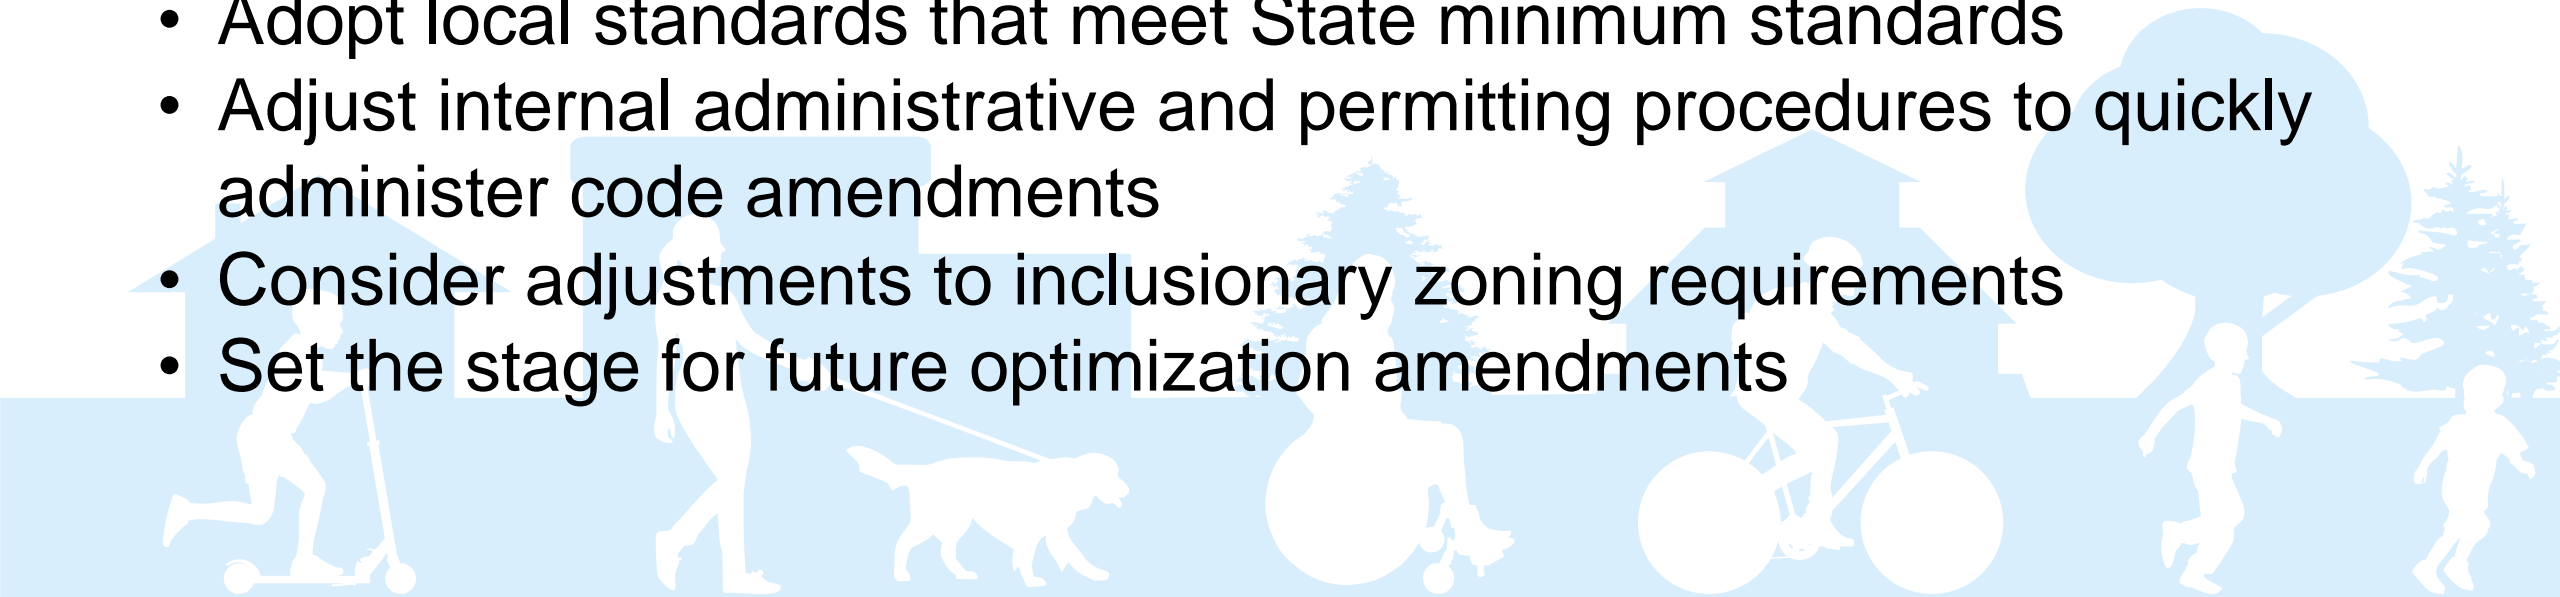 • Adopt local standards that meet State minimum standards
• Adjust internal administrative and permitting procedures to quickly
administer code amendments
• Consider adjustments to inclusionary zoning requirements
• Set the stage for future optimization amendments